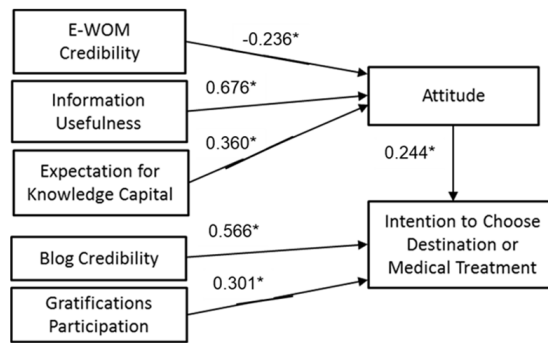 E-WOM
Credibility
-0.236*
Information
Usefulness
0.676*
Attitude
Expectation for
Knowledge Capital
0.360*
0.244*
Blog Credibility
0.566*
Intention to Choose
Destination or
Medical Treatment
Gratifications
Participation
0.301*